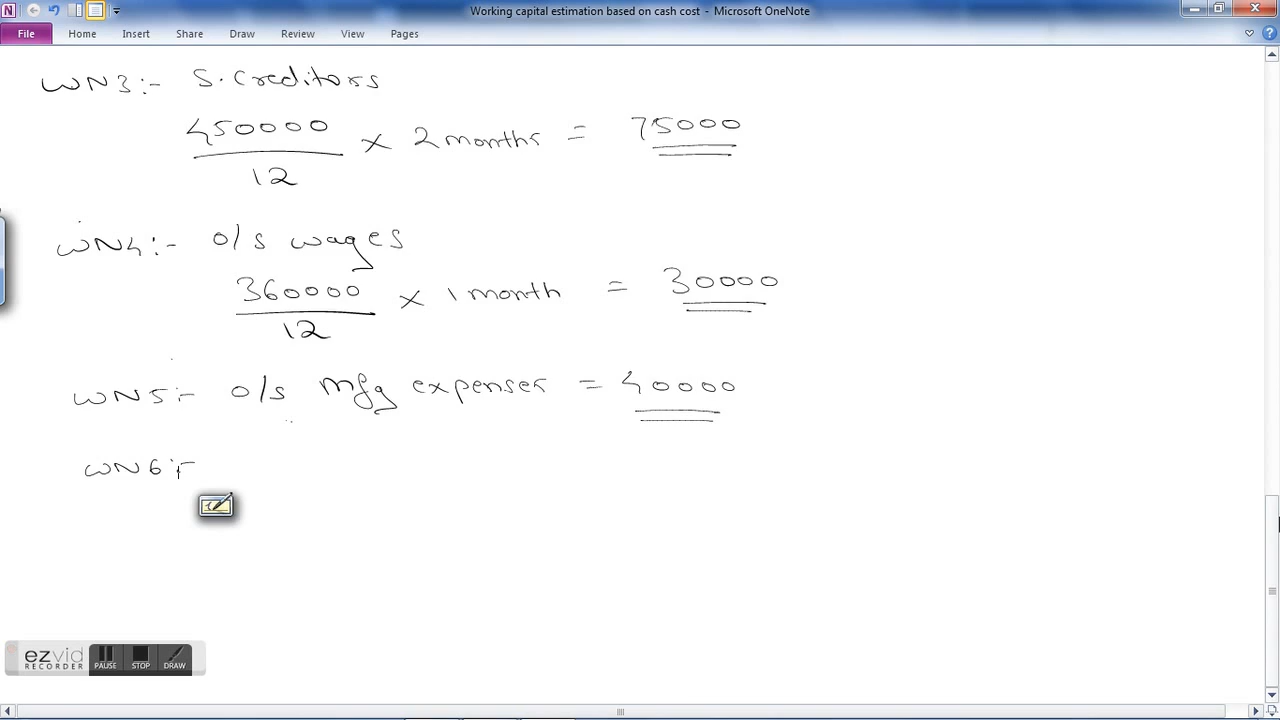 Working capital estimation based on cash cost - Microsoft OneNote
File Home Insert Share Draw Review View Pages
WN3:- S.Creditors
450000 × 2 months = 75000
12
WN4:- o/s wages
360000 × 1 month = 30000
12
WN5:- o/s mfg expenses = 40000
WN6:-
ezvid
RECORDER
PAUSE STOP DRAW